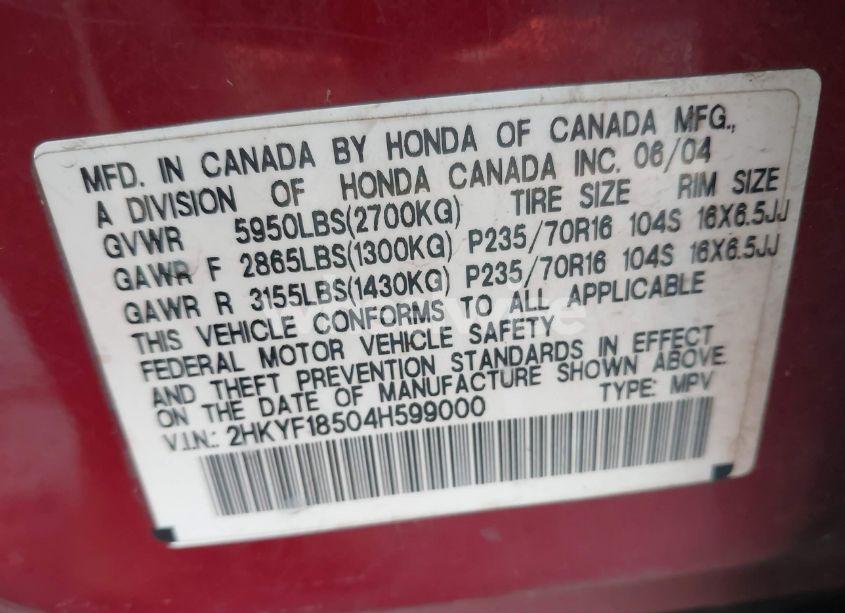 MFD. IN CANADA BY HONDA OF CANADA MFG.,
A DIVISION OF HONDA CANADA INC. 06/04
GVWR 5950LBS(2700KG) TIRE SIZE RIM SIZE
GAWR F 2865LBS(1300KG) P235/70R16 104S 16X6.5JJ
GAWR R 3155LBS(1430KG) P235/70R16 104S 16X6.5JJ
THIS VEHICLE CONFORMS TO ALL APPLICABLE
FEDERAL MOTOR VEHICLE SAFETY
AND THEFT PREVENTION STANDARDS IN EFFECT
ON THE DATE OF MANUFACTURE SHOWN ABOVE.
V.I.N.: 2HKYF18504H599000 TYPE: MPV